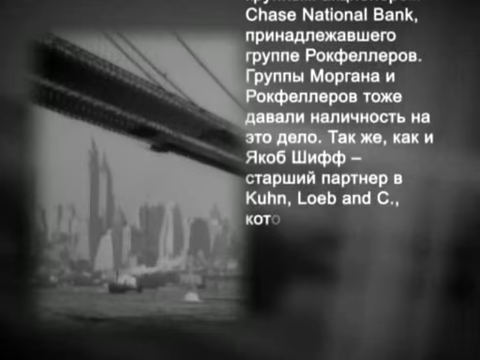 Chase National Bank,
принадлежавшего
группе Рокфеллеров.
Группы Моргана и
Рокфеллеров тоже
давали наличность на
это дело. Так же, как и
Якоб Шифф –
старший партнер в
Kuhn, Loeb and C.,
кото